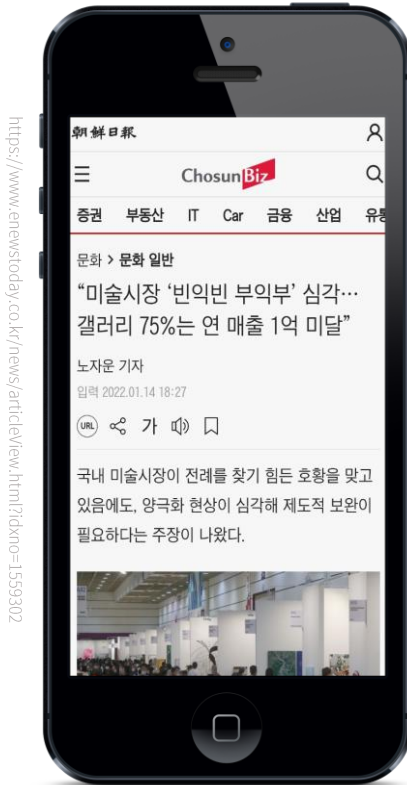 https://www.enewstoday.co.kr/news/articleView.html?idxno=1559302
朝鮮日報
ChosunBiz
증권 부동산 IT Car 금융 산업 유통
문화 > 문화 일반
“미술시장 ‘빈익빈 부익부’ 심각…
갤러리 75%는 연 매출 1억 미달”
노자운 기자
입력 2022.01.14 18:27
URL 가
국내 미술시장이 전례를 찾기 힘든 호황을 맞고
있음에도, 양극화 현상이 심각해 제도적 보완이
필요하다는 주장이 나왔다.